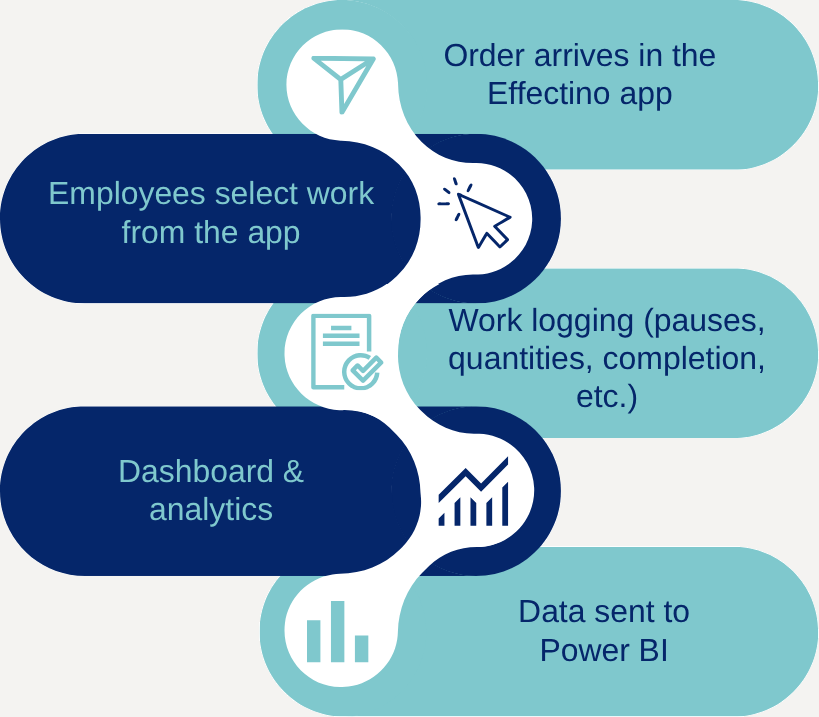 Order arrives in the
Effectino app
Employees select work
from the app
Work logging (pauses,
quantities, completion,
etc.)
Dashboard &
analytics
Data sent to
Power BI